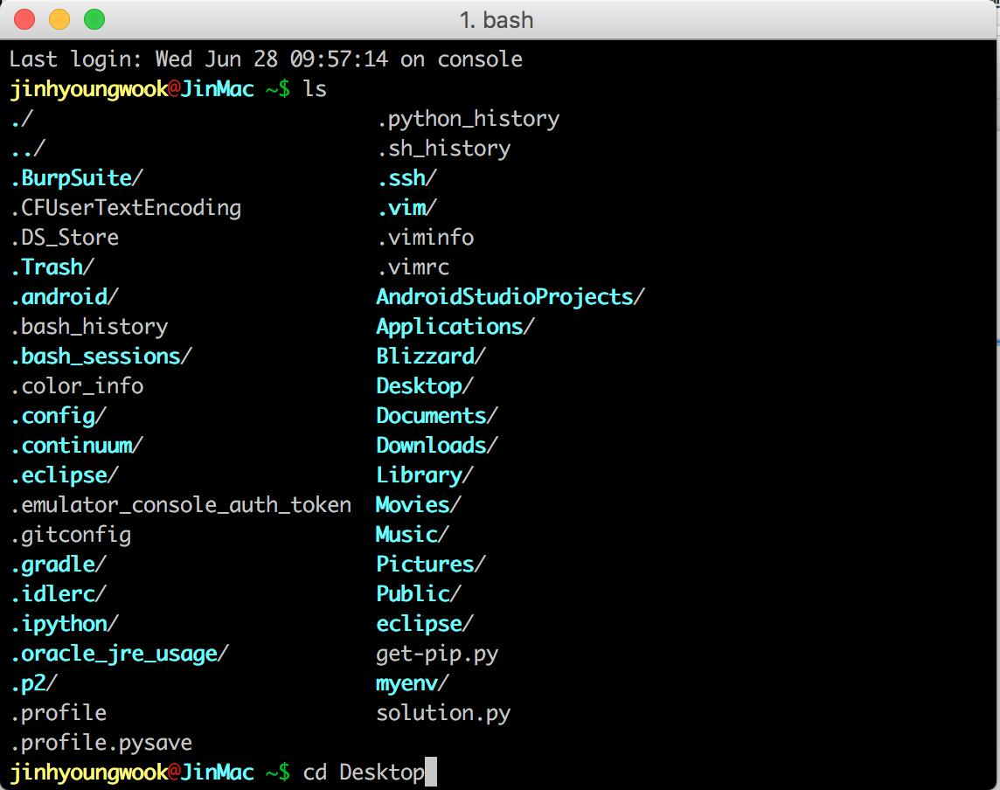 1. bash
Last login: Wed Jun 28 09:57:14 on console
jinhyoungwook@JinMac ~$ ls
./ .python_history
../ .sh_history
.BurpSuite/ .ssh/
.CFUserTextEncoding .vim/
.DS_Store .viminfo
.Trash/ .vimrc
.android/ AndroidStudioProjects/
.bash_history Applications/
.bash_sessions/ Blizzard/
.color_info Desktop/
.config/ Documents/
.continuum/ Downloads/
.eclipse/ Library/
.emulator_console_auth_token Movies/
.gitconfig Music/
.gradle/ Pictures/
.idlerc/ Public/
.ipython/ eclipse/
.oracle_jre_usage/ get-pip.py
.p2/ myenv/
.profile solution.py
.profile.pysave
jinhyoungwook@JinMac ~$ cd Desktop